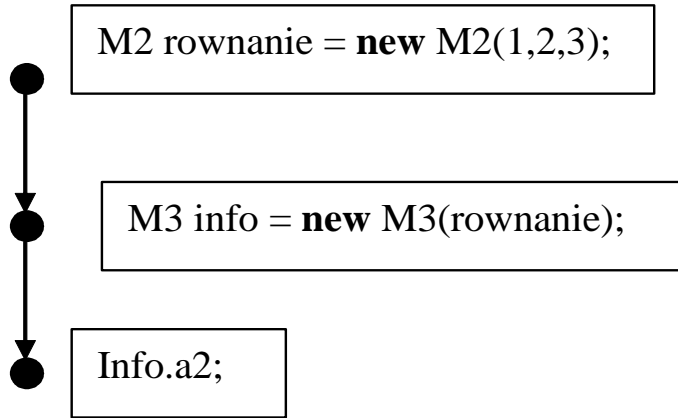 M2 rownanie = new M2(1,2,3);
M3 info = new M3(rownanie);
Info.a2;